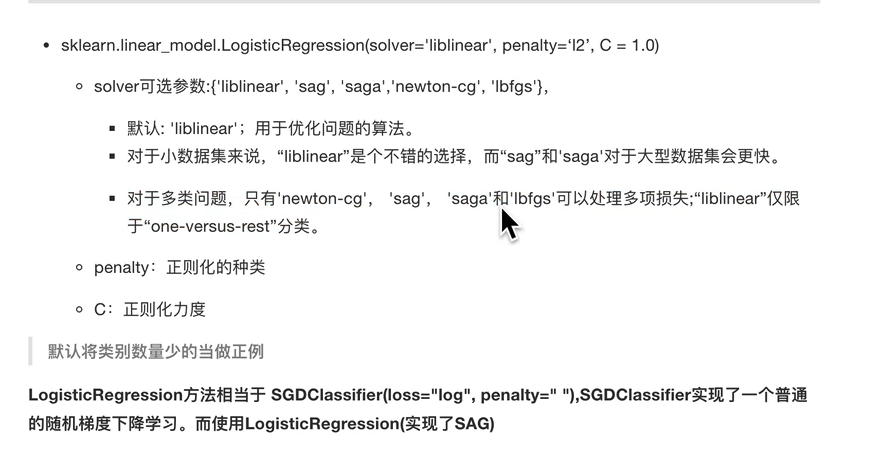 sklearn.linear_model.LogisticRegression(solver='liblinear', penalty=‘l2’, C = 1.0)
solver可选参数:{'liblinear', 'sag', 'saga','newton-cg', 'lbfgs'},
默认: 'liblinear'；用于优化问题的算法。
对于小数据集来说，“liblinear”是个不错的选择，而“sag”和'saga'对于大型数据集会更快。
对于多类问题，只有'newton-cg'， 'sag'， 'saga'和'lbfgs'可以处理多项损失;“liblinear”仅限
于“one-versus-rest”分类。
penalty：正则化的种类
C：正则化力度
默认将类别数量少的当做正例
LogisticRegression方法相当于 SGDClassifier(loss="log", penalty=" "),SGDClassifier实现了一个普通
的随机梯度下降学习。而使用LogisticRegression(实现了SAG)